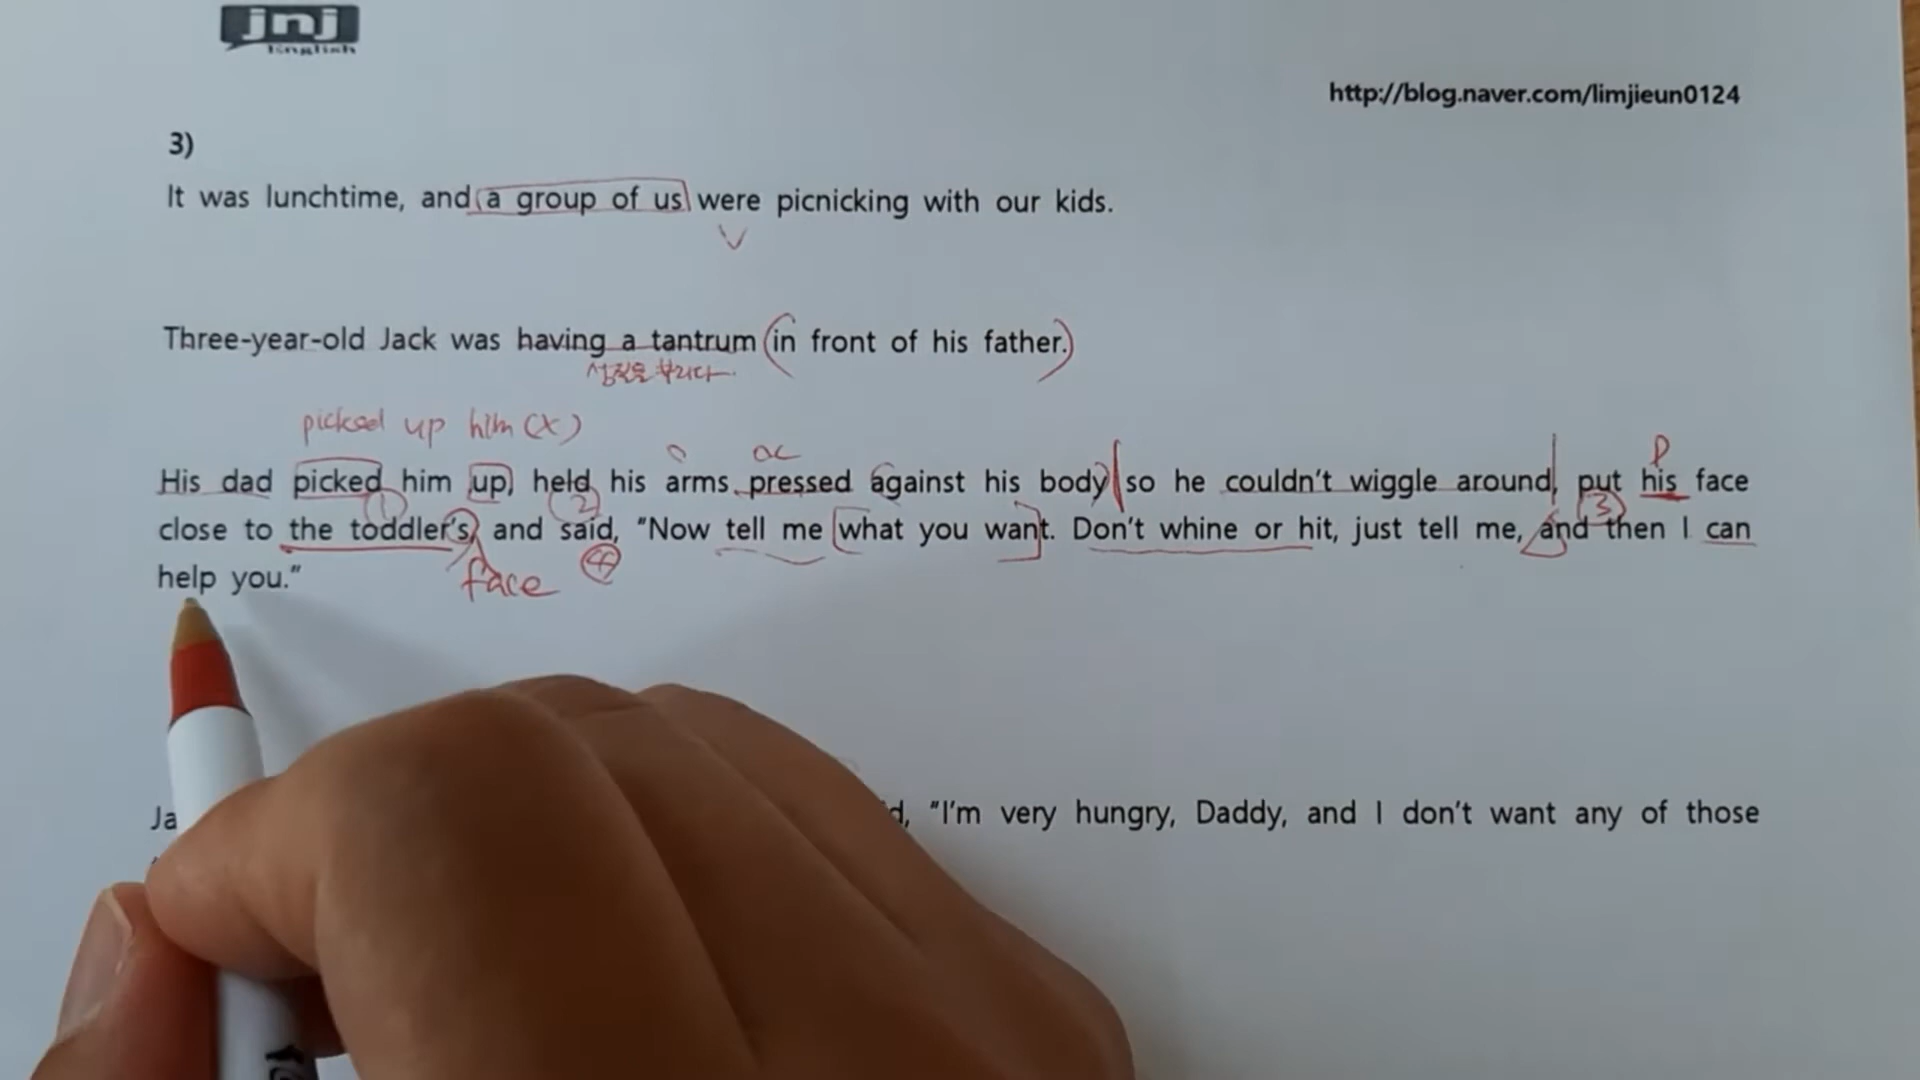 jnj
English
http://blog.naver.com/limjieun0124
3)
It was lunchtime, and a group of us were picnicking with our kids.
V
Three-year-old Jack was having a tantrum (in front of his father.)
성질을 부리다.
picked up him (X)
O OC P
His dad picked him up, held his arms pressed against his body so he couldn't wiggle around, put his face
① ② ③
close to the toddler's, and said, "Now tell me what you want. Don't whine or hit, just tell me, and then I can
face ④
help you."
Ja
d, "I'm very hungry, Daddy, and I don't want any of those